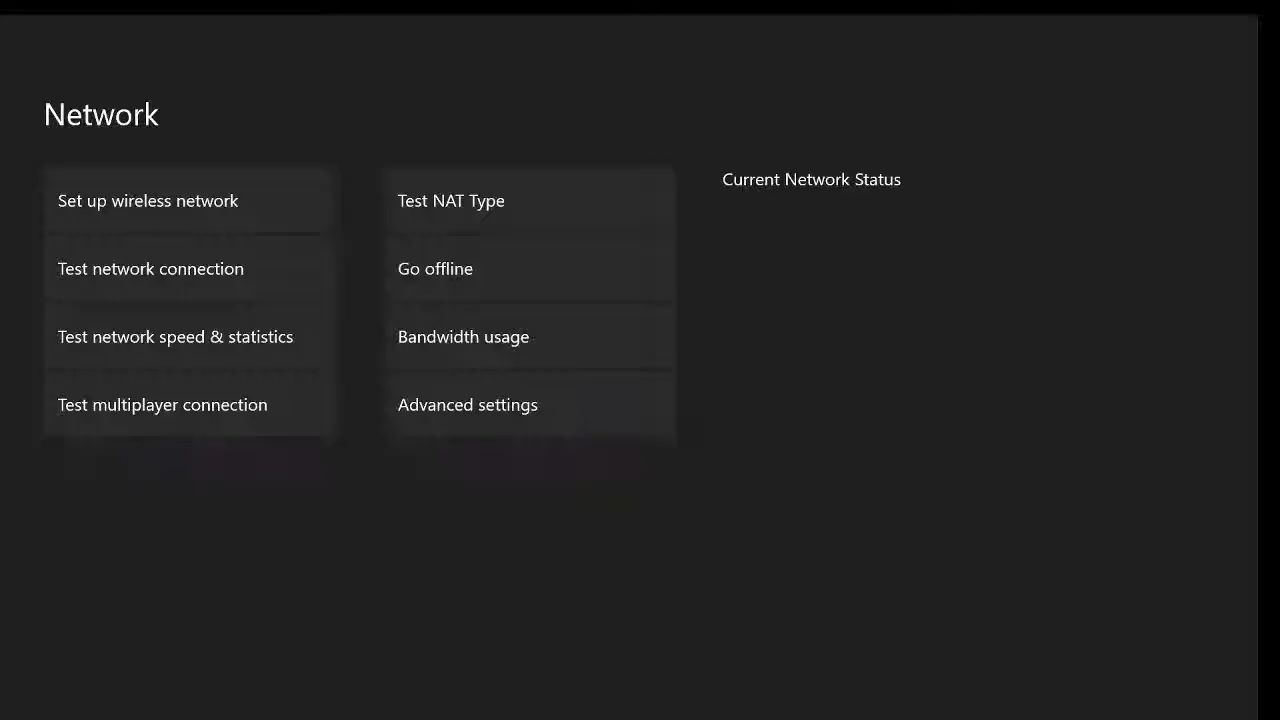 Network
Set up wireless network
Test network connection
Test network speed & statistics
Test multiplayer connection
Test NAT Type
Go offline
Bandwidth usage
Advanced settings
Current Network Status